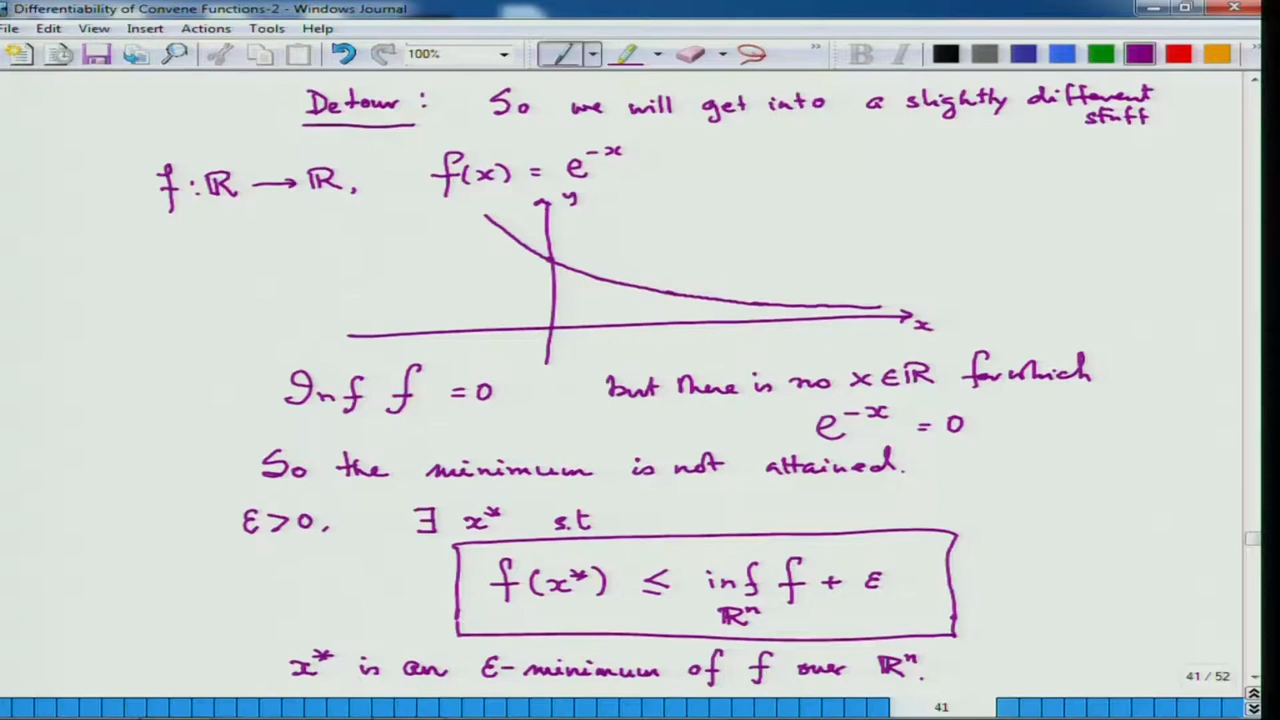 Differentiability of Convene Functions-2 - Windows Journal
File Edit View Insert Actions Tools Help
100%
B I
Detour : So we will get into a slightly different stuff
f : ℝ → ℝ, f(x) = e^{-x}
y
x
Inf f = 0 but there is no x ∈ ℝ for which
e^{-x} = 0
So the minimum is not attained.
ε > 0, ∃ x* s.t
f(x*) ≤ inf f + ε
ℝⁿ
x* is an ε-minimum of f over ℝⁿ.
41 / 52
41